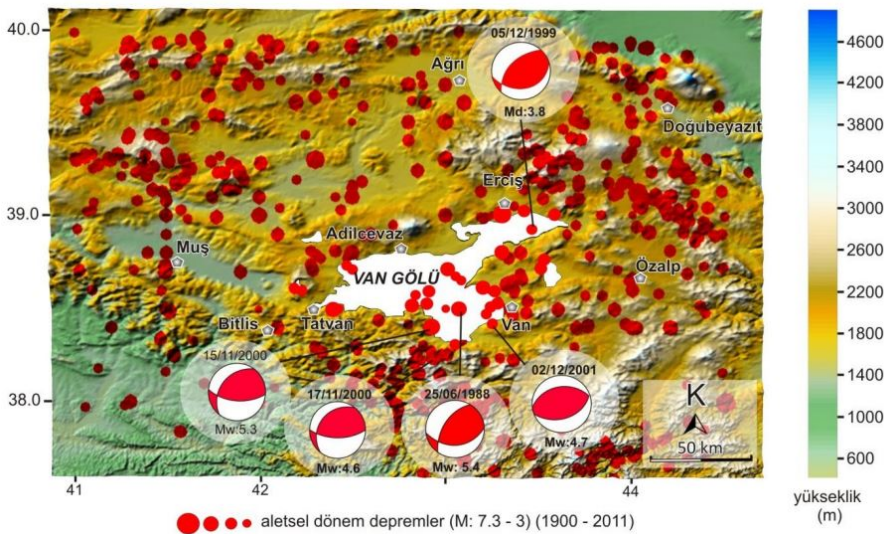 40.0
39.0
38.0
41
42
44
05/12/1999
Md:3.8
Ağrı
Doğubeyazıt
Erciş
Adilcevaz
Muş
VAN GÖLÜ
Özalp
Bitlis
Tatvan
Van
15/11/2000
Mw:5.3
17/11/2000
Mw:4.6
25/06/1988
Mw: 5.4
02/12/2001
Mw:4.7
K
50 km
4600
4200
3800
3400
3000
2600
2200
1800
1400
1000
600
yükseklik
(m)
aletsel dönem depremler (M: 7.3 - 3) (1900 - 2011)